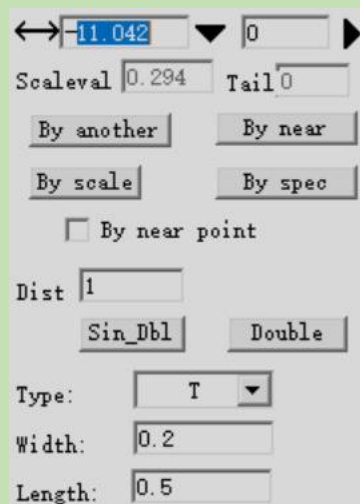 -11.042 0
Scaleval 0.294 Tail 0
By another By near
By scale By spec
By near point
Dist 1
Sin_Dbl Double
Type: T
Width: 0.2
Length: 0.5